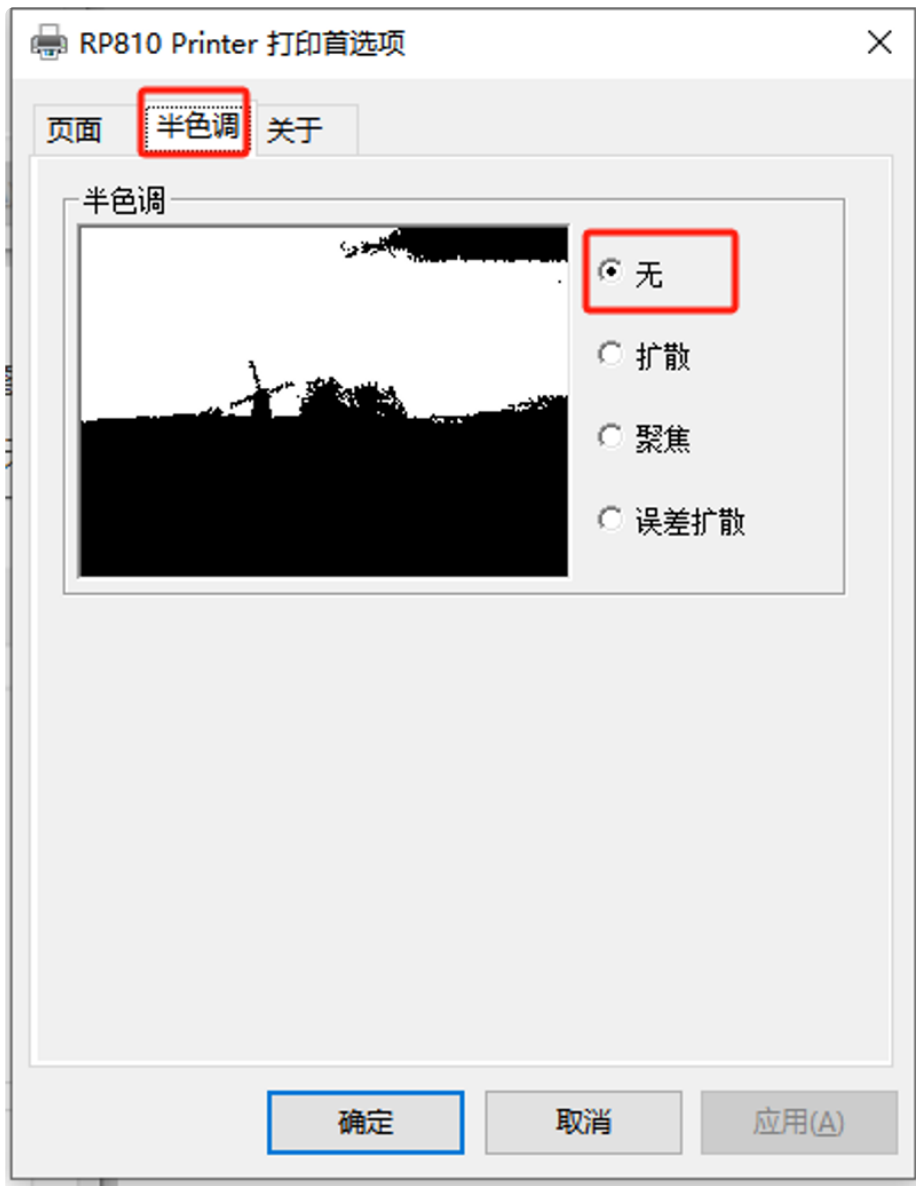 RP810 Printer 打印首选项
页面 半色调 关于
半色调
无
扩散
聚焦
误差扩散
确定 取消 应用(A)